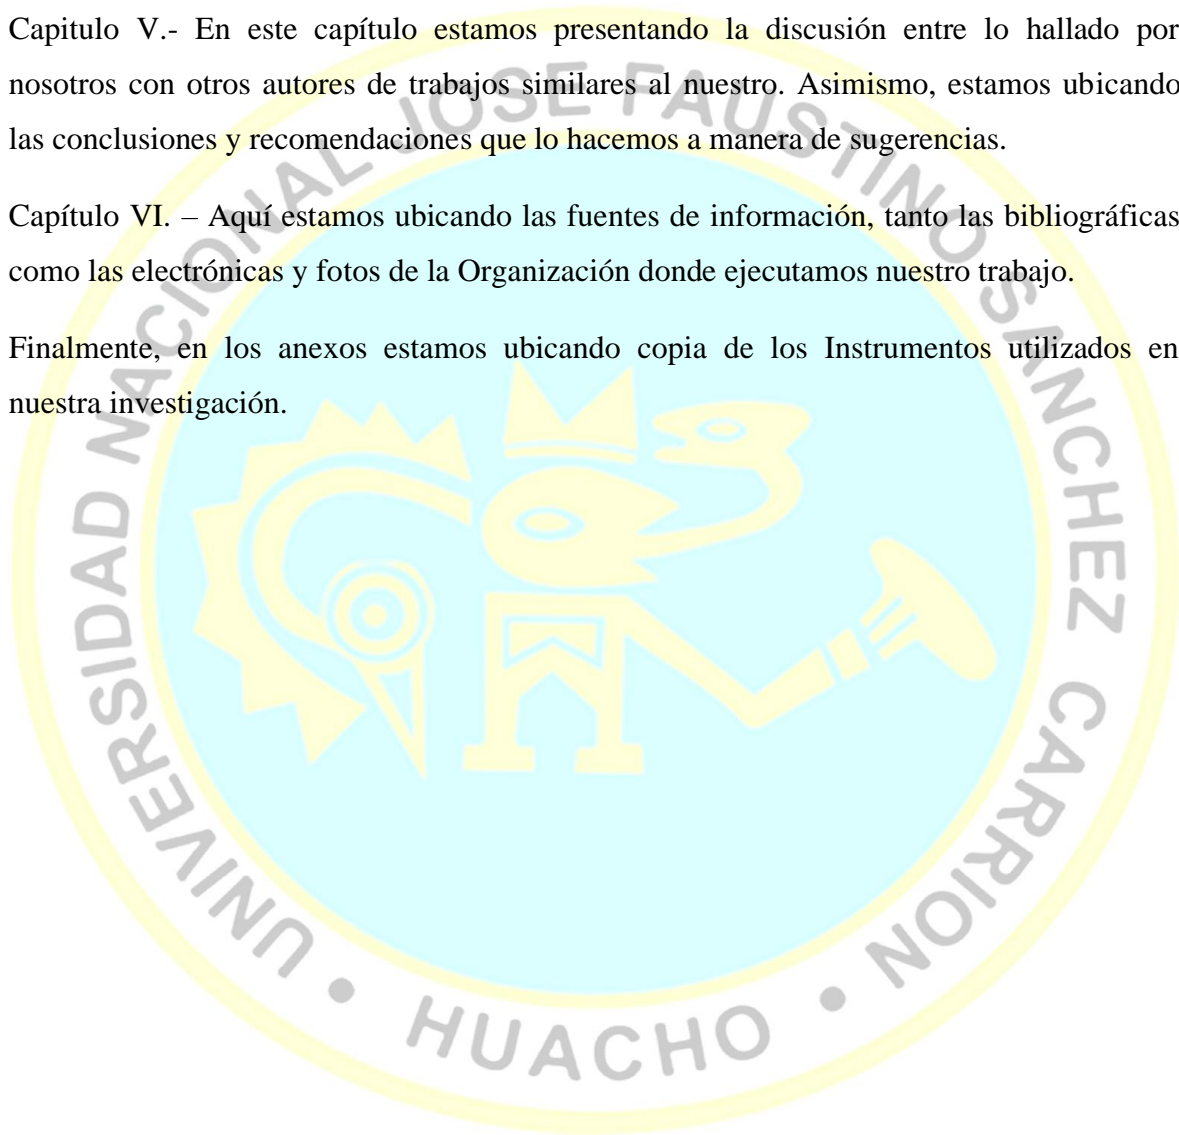 Capitulo V.- En este capítulo estamos presentando la discusión entre lo hallado por
nosotros con otros autores de trabajos similares al nuestro. Asimismo, estamos ubicando
las conclusiones y recomendaciones que lo hacemos a manera de sugerencias.
Capítulo VI. – Aquí estamos ubicando las fuentes de información, tanto las bibliográficas
como las electrónicas y fotos de la Organización donde ejecutamos nuestro trabajo.
Finalmente, en los anexos estamos ubicando copia de los Instrumentos utilizados en
nuestra investigación.
UNIVERSIDAD NACIONAL JOSE FAUSTINO SANCHEZ CARRION
• HUACHO •